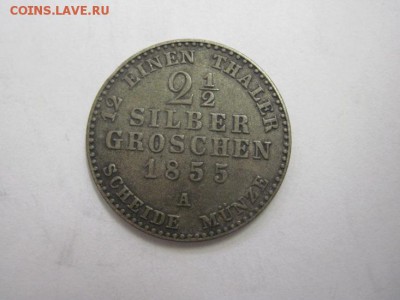 COINS.LAVE.RU
12 EINEN THALER
2 1/2
SILBER
GROSCHEN
1855
A
SCHEIDE MÜNZE